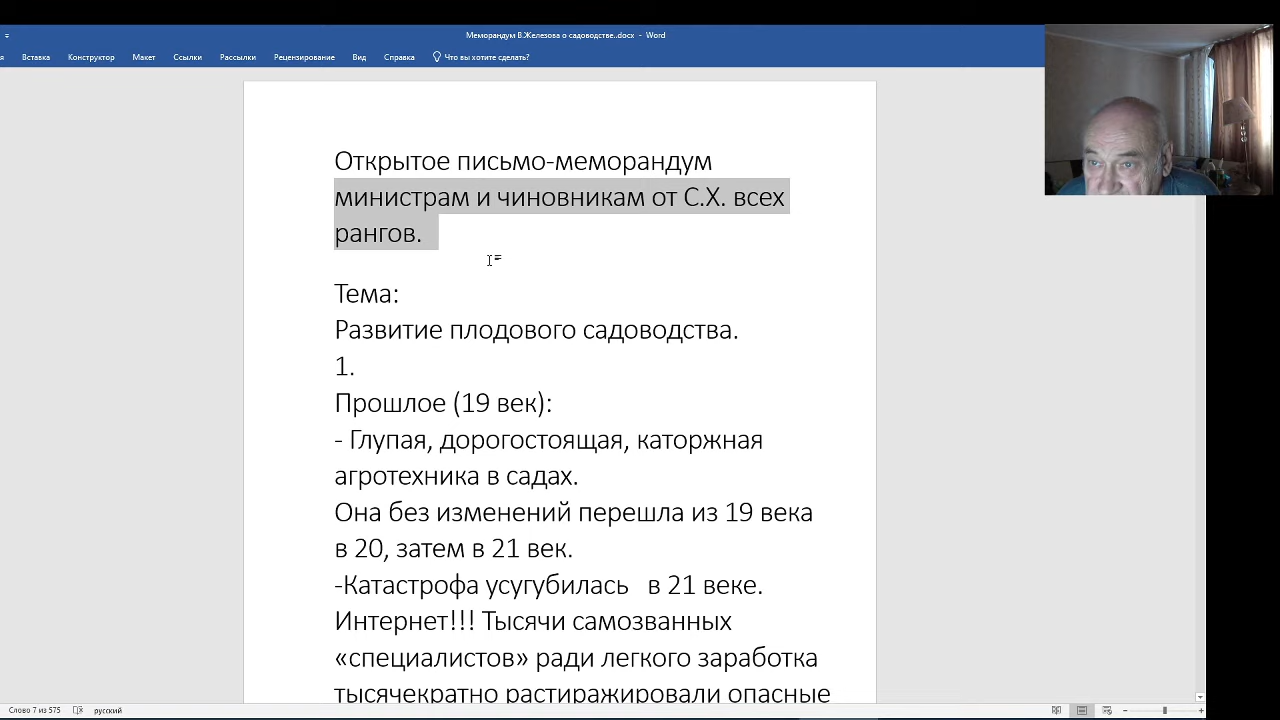 Меморандум В.Железова о садоводстве..docx - Word
Вставка Конструктор Макет Ссылки Рассылки Рецензирование Вид Справка Что вы хотите сделать?
Открытое письмо-меморандум
министрам и чиновникам от С.Х. всех
рангов.
Тема:
Развитие плодового садоводства.
1.
Прошлое (19 век):
- Глупая, дорогостоящая, каторжная
агротехника в садах.
Она без изменений перешла из 19 века
в 20, затем в 21 век.
-Катастрофа усугубилась в 21 веке.
Интернет!!! Тысячи самозванных
«специалистов» ради легкого заработка
тысячекратно растиражировали опасные
Слово 7 из 575 русский